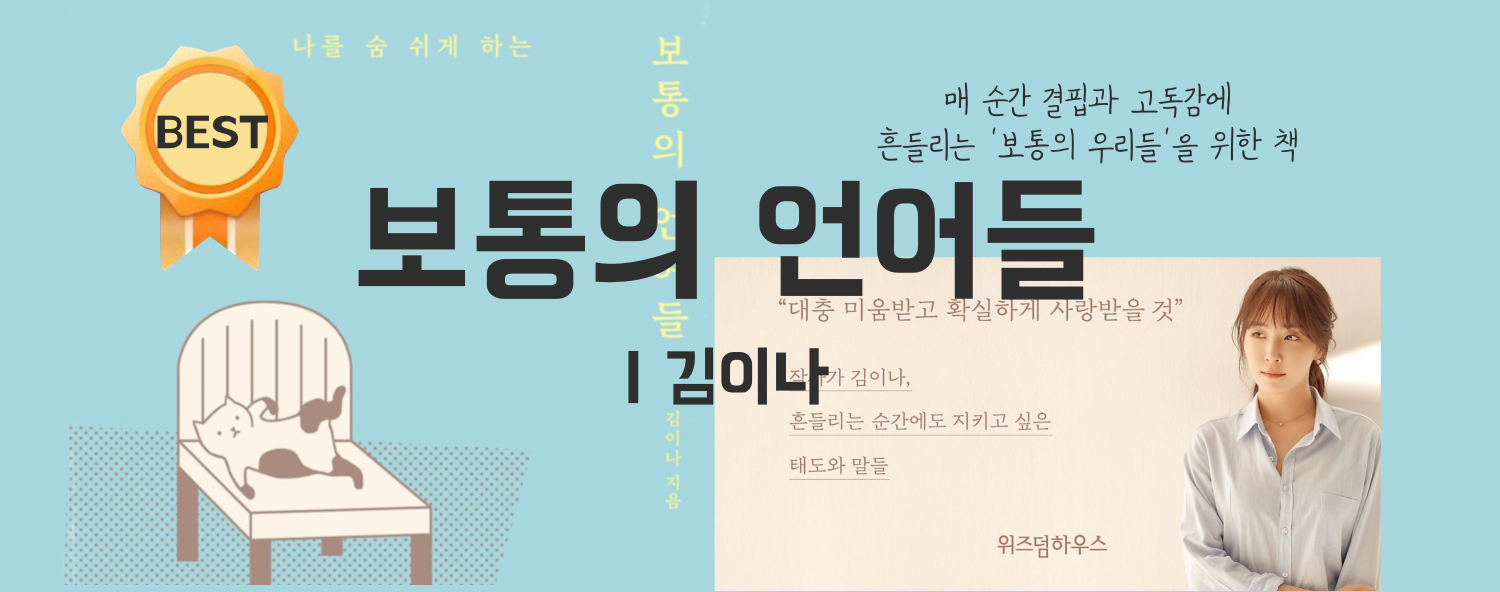 나를 숨 쉬게 하는
BEST
보통의 언어들
매 순간 결핍과 고독감에
흔들리는 '보통의 우리들'을 위한 책
보통의 언어들
| 김이나
김이나 지음
“대충 미움받고 확실하게 사랑받을 것”
작사가 김이나,
흔들리는 순간에도 지키고 싶은
태도와 말들
위즈덤하우스